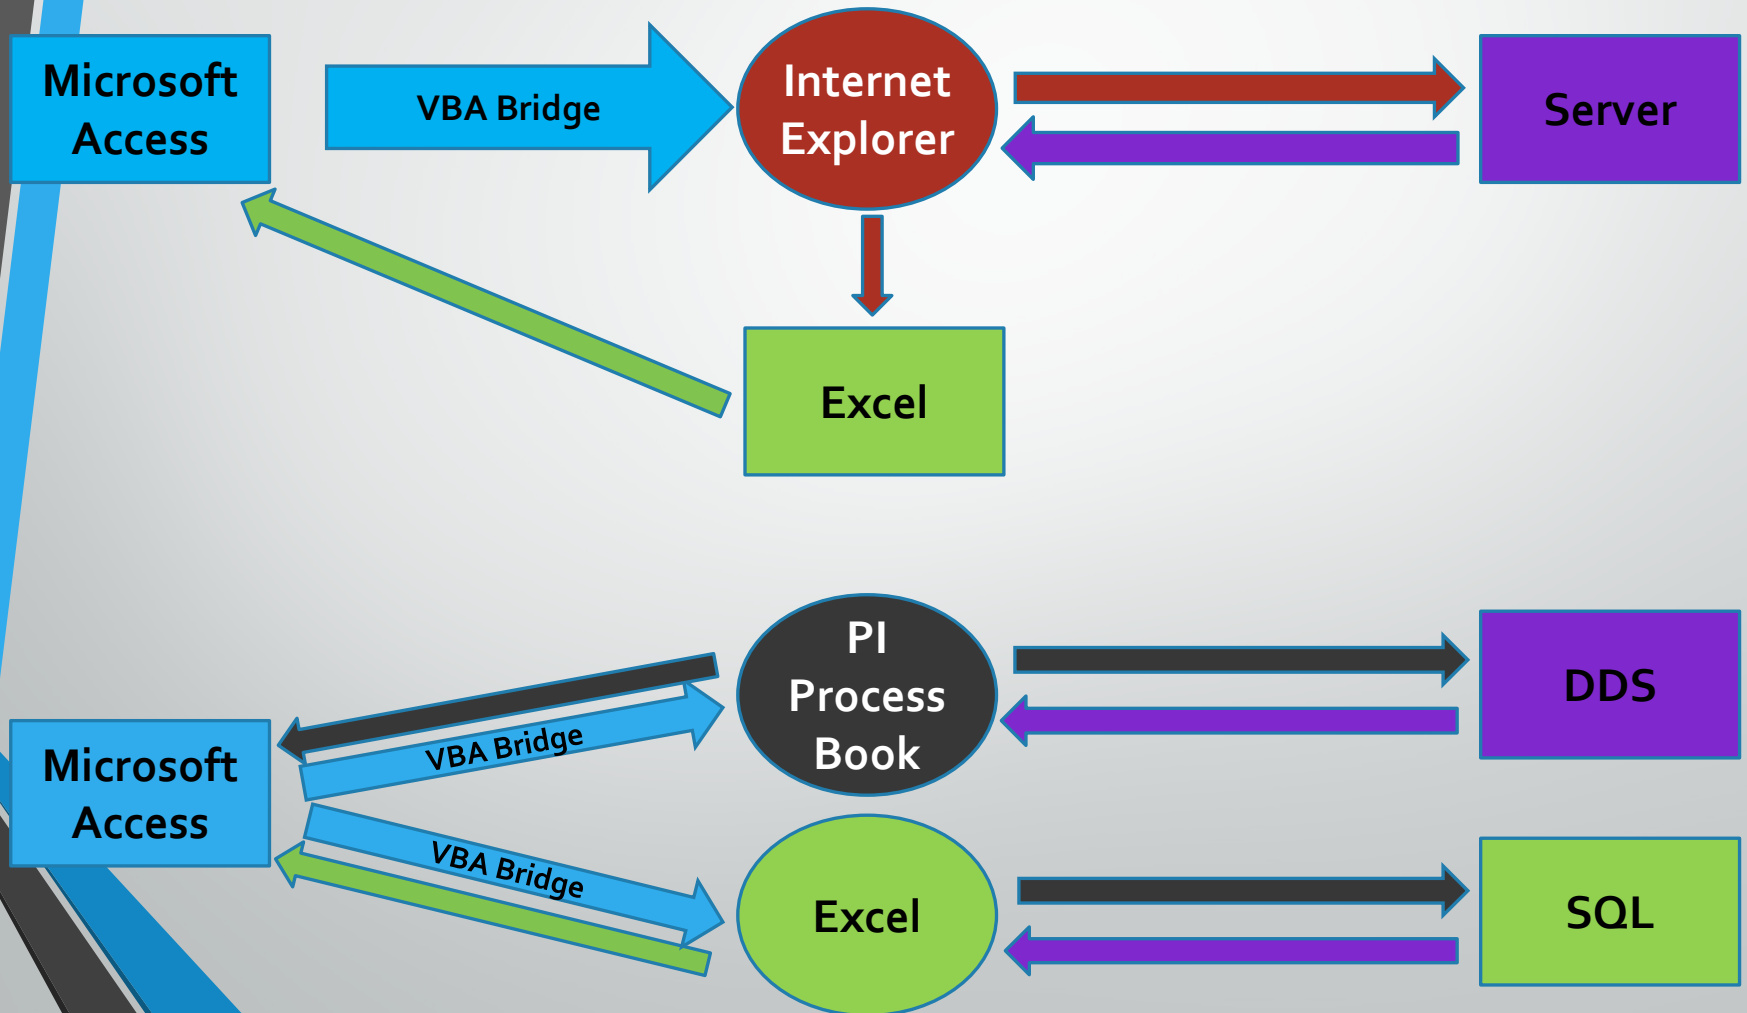 Microsoft
Access
VBA Bridge
Internet
Explorer
Server
Excel
PI
Process
Book
DDS
Microsoft
Access
VBA Bridge
VBA Bridge
Excel
SQL